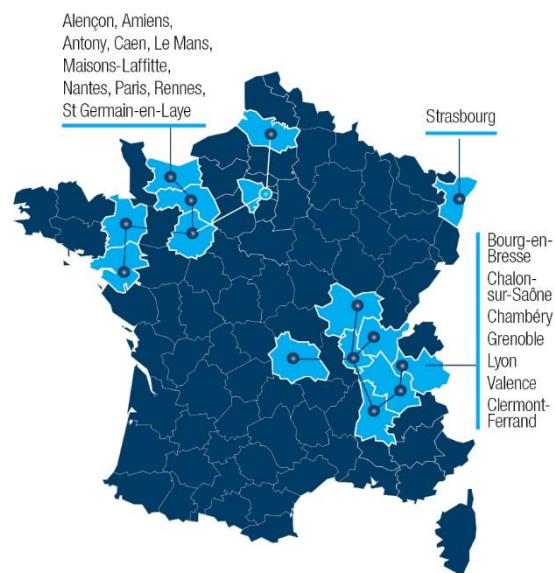 Alençon, Amiens,
Antony, Caen, Le Mans,
Maisons-Laffitte,
Nantes, Paris, Rennes,
St Germain-en-Laye
Strasbourg
Bourg-en-
Bresse
Chalon-
sur-Saône
Chambéry
Grenoble
Lyon
Valence
Clermont-
Ferrand